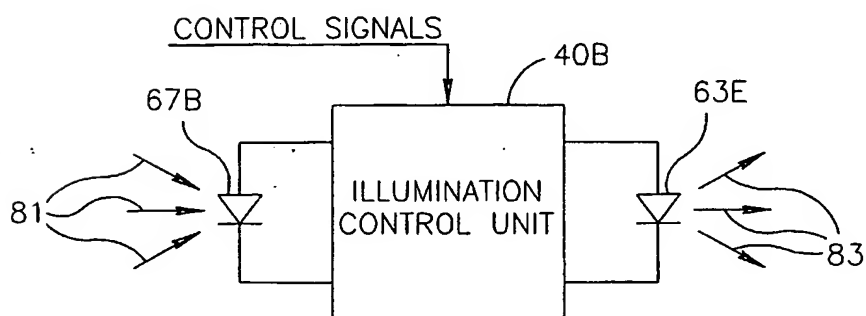 CONTROL SIGNALS
40B
67B
63E
81
ILLUMINATION
CONTROL UNIT
83